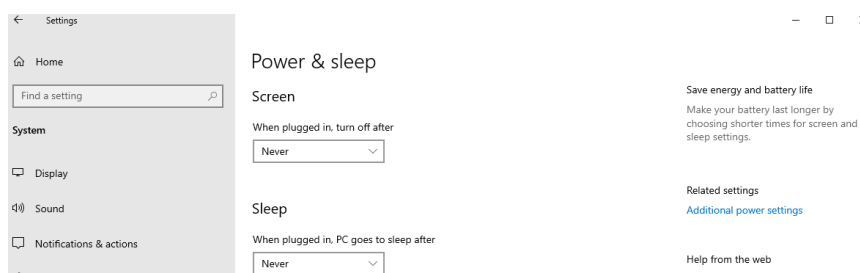 Settings
Home
Find a setting
System
Display
Sound
Notifications & actions
Power & sleep
Screen
When plugged in, turn off after
Never
Sleep
When plugged in, PC goes to sleep after
Never
Save energy and battery life
Make your battery last longer by
choosing shorter times for screen and
sleep settings.
Related settings
Additional power settings
Help from the web